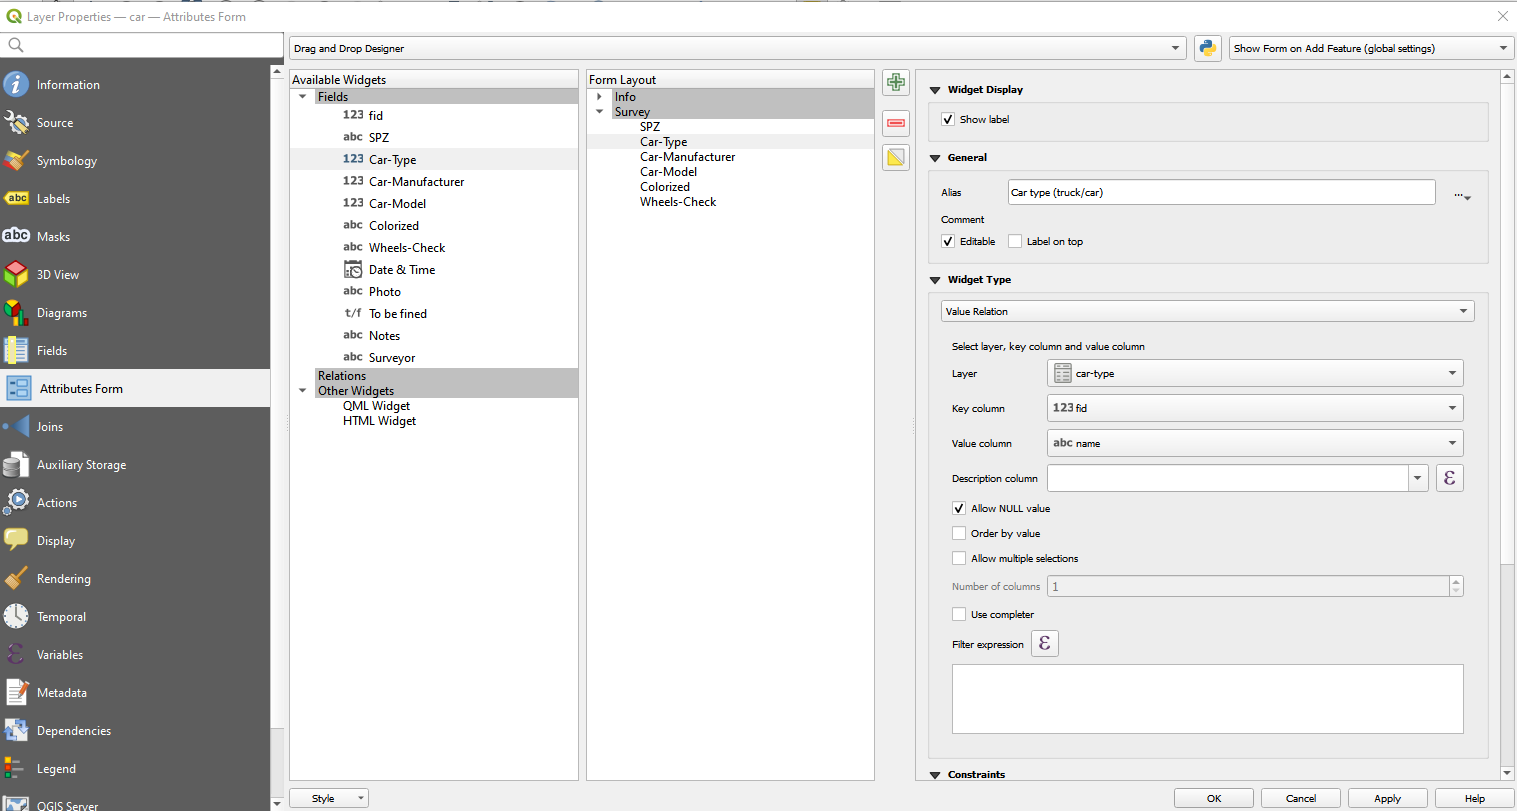 Layer Properties — car — Attributes Form
Drag and Drop Designer
Show Form on Add Feature (global settings)
Information
Source
Symbology
abc Labels
abc Masks
3D View
Diagrams
Fields
Attributes Form
Joins
Auxiliary Storage
Actions
Display
Rendering
Temporal
Variables
Metadata
Dependencies
Legend
QGIS Server
Available Widgets
Fields
123 fid
abc SPZ
123 Car-Type
123 Car-Manufacturer
123 Car-Model
abc Colorized
abc Wheels-Check
Date & Time
abc Photo
t/f To be fined
abc Notes
abc Surveyor
Relations
Other Widgets
QML Widget
HTML Widget
Form Layout
Info
Survey
SPZ
Car-Type
Car-Manufacturer
Car-Model
Colorized
Wheels-Check
Widget Display
Show label
General
Alias Car type (truck/car) ...
Comment
Editable Label on top
Widget Type
Value Relation
Select layer, key column and value column
Layer car-type
Key column 123 fid
Value column abc name
Description column ε
Allow NULL value
Order by value
Allow multiple selections
Number of columns 1
Use completer
Filter expression ε
Constraints
Style OK Cancel Apply Help